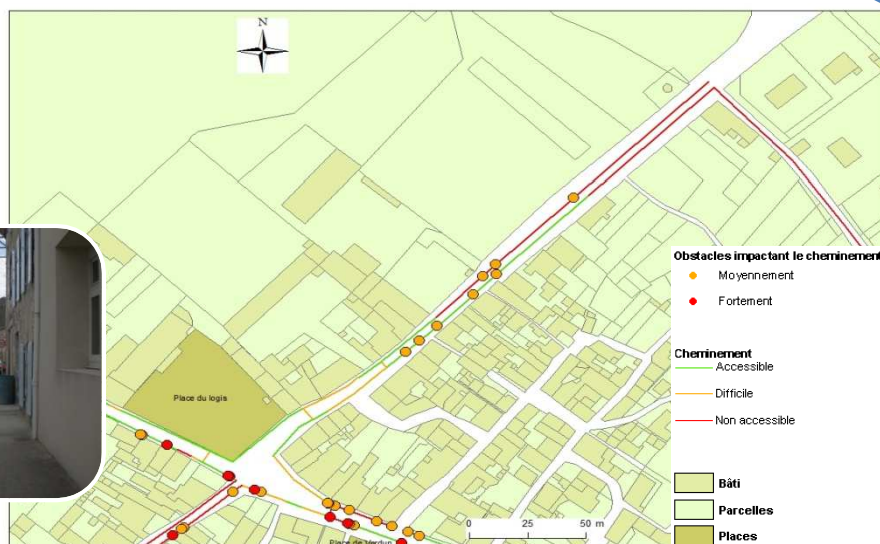 N
Place du logis
Place de Verdun
0 25 50 m
Obstacles impactant le cheminement
Moyennement
Fortement
Cheminement
Accessible
Difficile
Non accessible
Bâti
Parcelles
Places